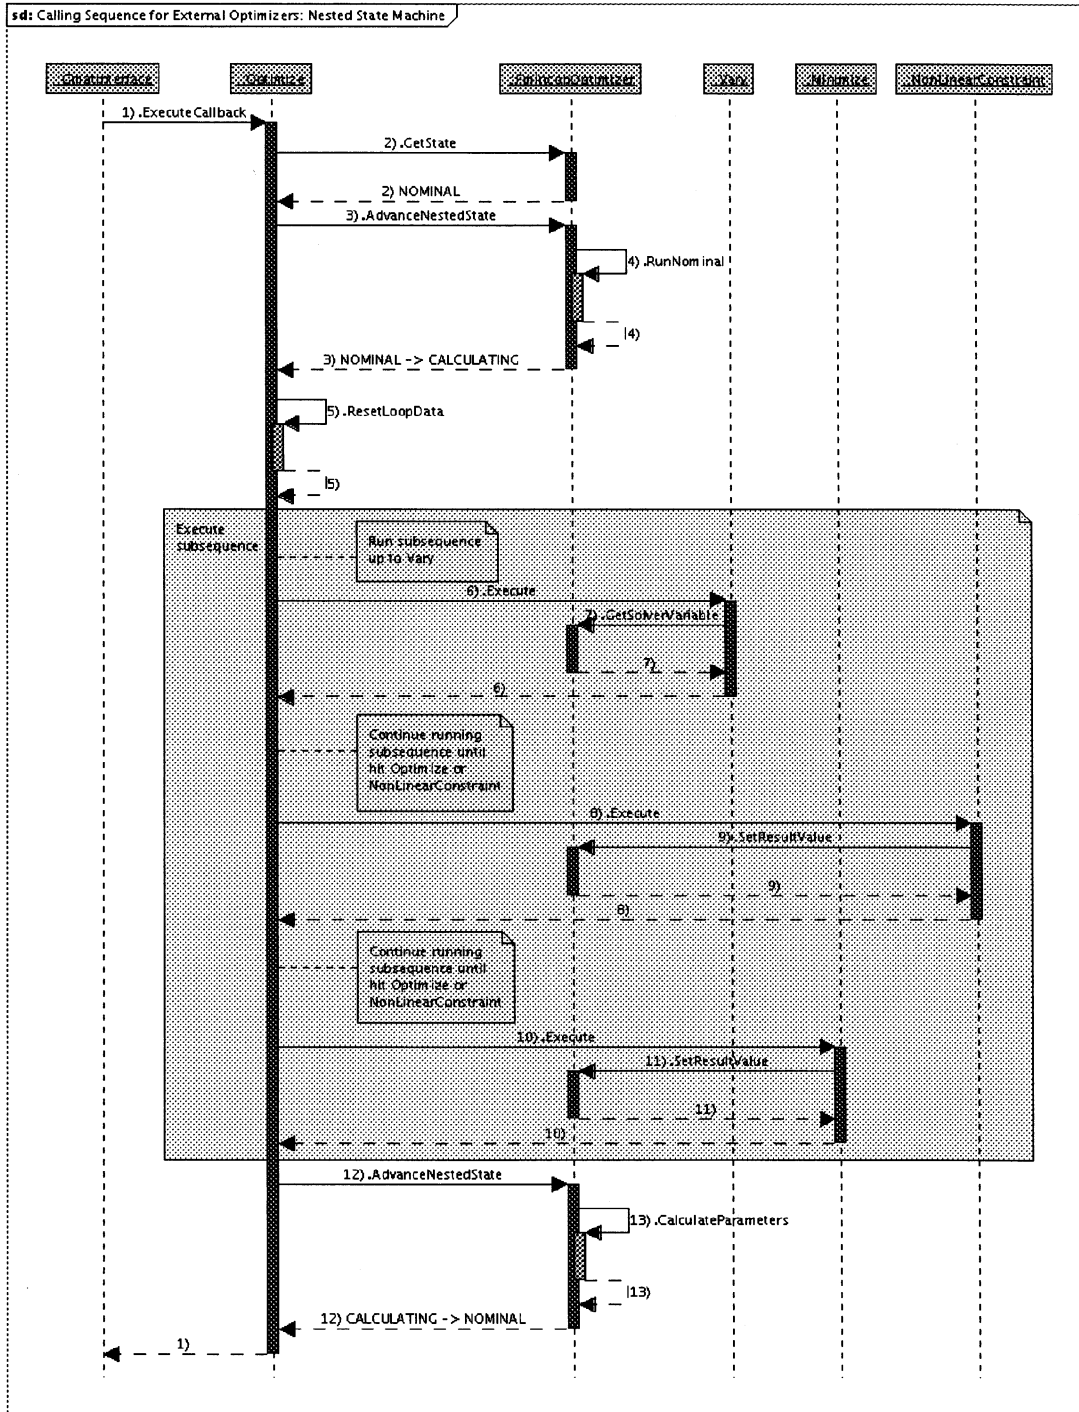 sd: Calling Sequence for External Optimizers: Nested State Machine
:GmatInterface
:Optimize
:FminconOptimizer
:Vary
:Minimize
:NonLinearConstraint
1) .ExecuteCallback
2) .GetState
2) NOMINAL
3) .AdvanceNestedState
4) .RunNominal
4)
3) NOMINAL -> CALCULATING
5) .ResetLoopData
5)
Execute
subsequence
Run subsequence
up to Vary
6) .Execute
7) .GetSolverVariable
7)
6)
Continue running
subsequence until
hit Optimize or
NonLinearConstraint
8) .Execute
9) .SetResultValue
9)
8)
Continue running
subsequence until
hit Optimize or
NonLinearConstraint
10) .Execute
11) .SetResultValue
11)
10)
12) .AdvanceNestedState
13) .CalculateParameters
13)
12) CALCULATING -> NOMINAL
1)